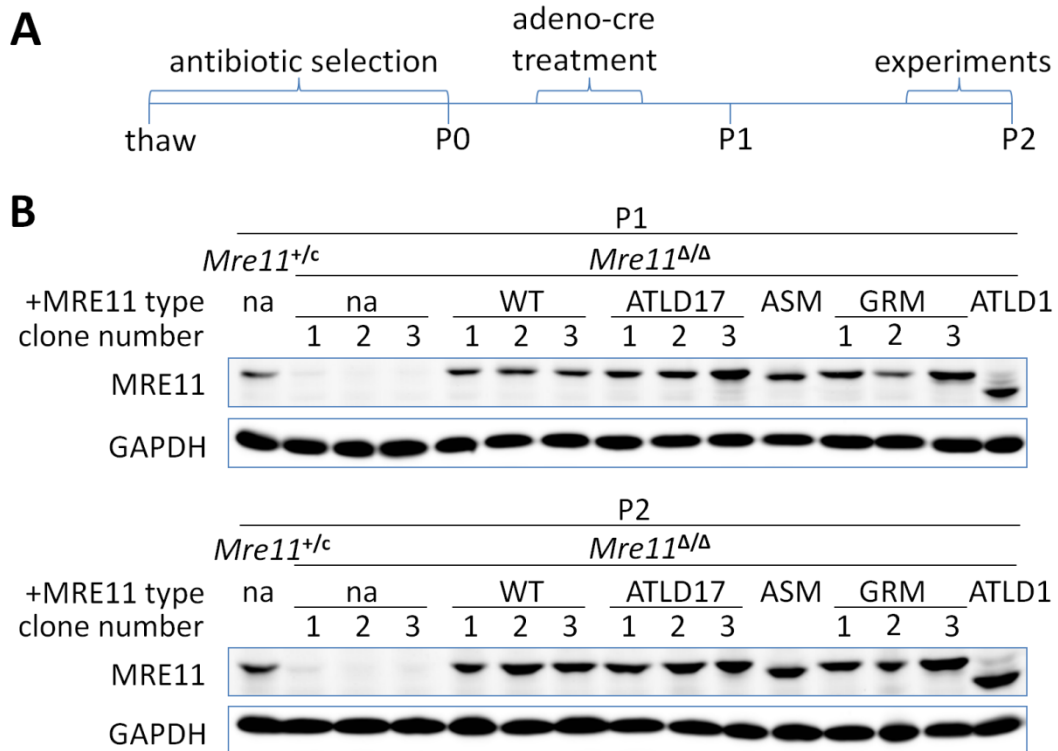 A
adeno-cre
antibiotic selection treatment experiments
thaw P0 P1 P2
B
P1
Mre11+/c Mre11Δ/Δ
+MRE11 type na na WT ATLD17 ASM GRM ATLD1
clone number 1 2 3 1 2 3 1 2 3 1 2 3
MRE11
GAPDH
P2
Mre11+/c Mre11Δ/Δ
+MRE11 type na na WT ATLD17 ASM GRM ATLD1
clone number 1 2 3 1 2 3 1 2 3 1 2 3
MRE11
GAPDH